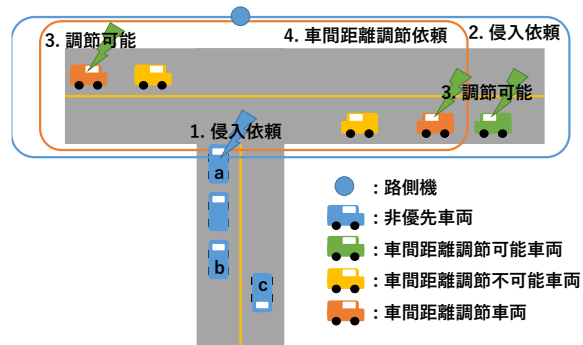 3. 調節可能
4. 車間距離調節依頼
2. 侵入依頼
3. 調節可能
1. 侵入依頼
a
b
c
: 路側機
: 非優先車両
: 車間距離調節可能車両
: 車間距離調節不可能車両
: 車間距離調節車両